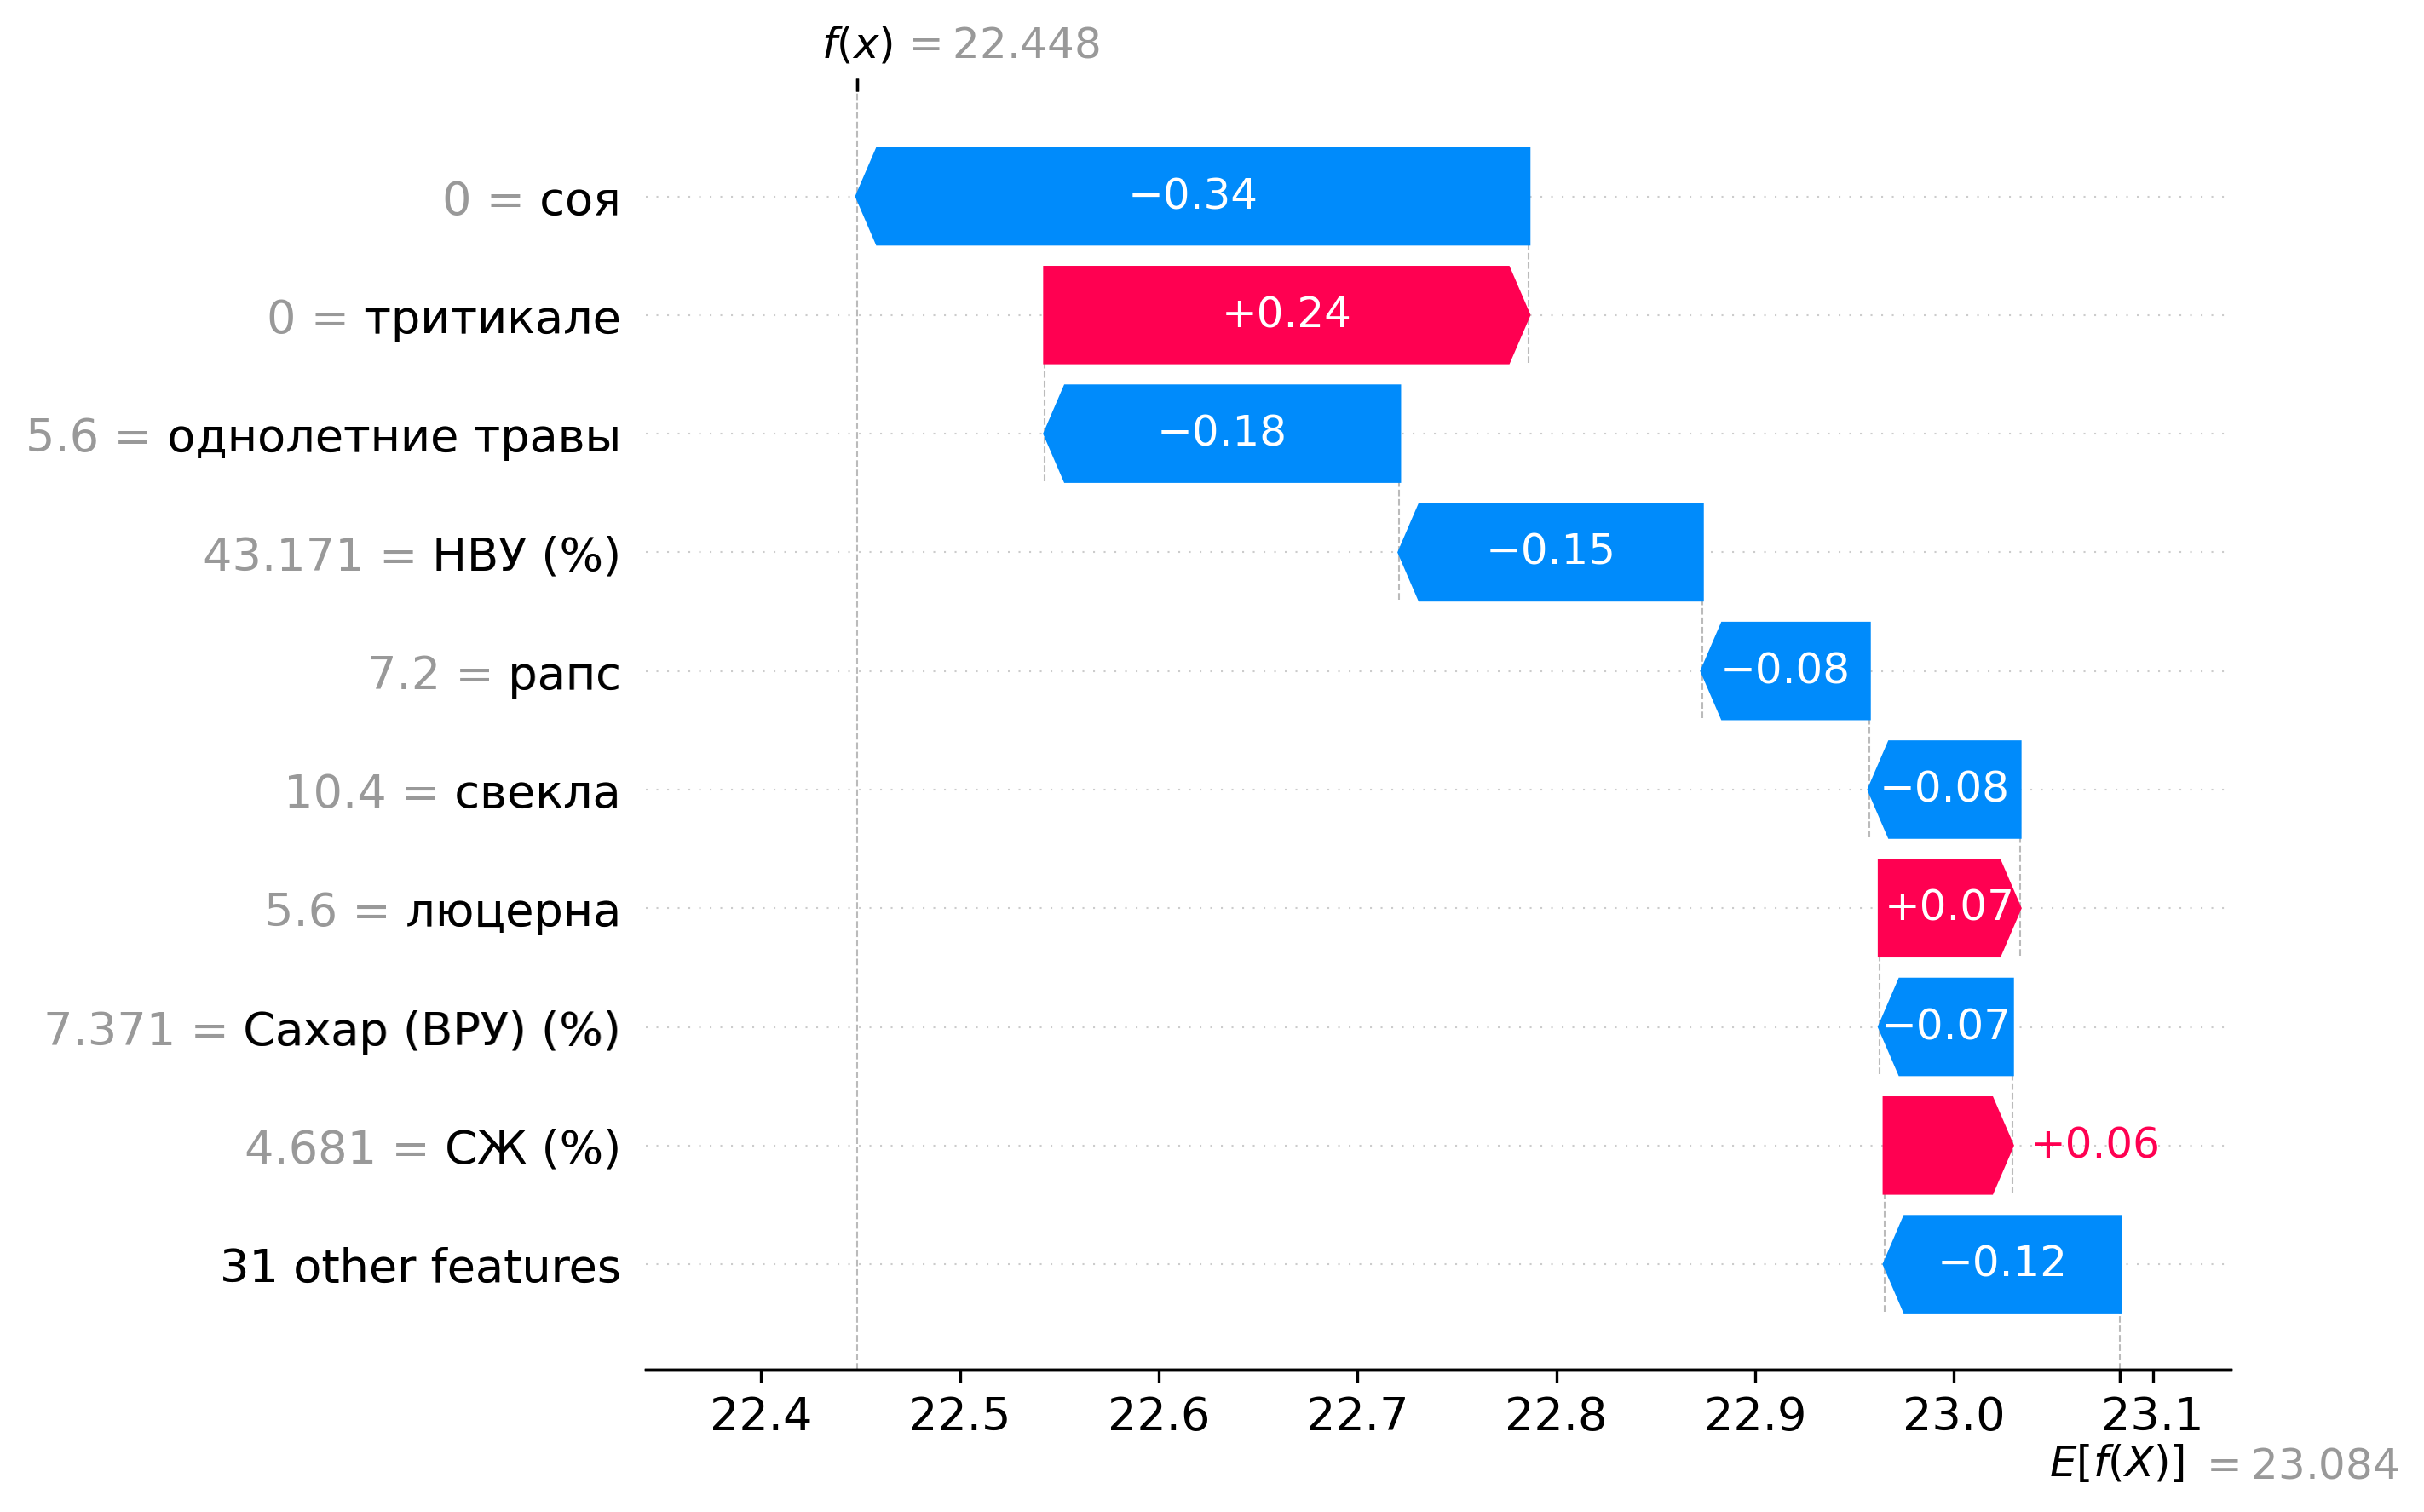 f(x) = 22.448
0 = соя
−0.34
0 = тритикале
+0.24
5.6 = однолетние травы
−0.18
43.171 = НВУ (%)
−0.15
7.2 = рапс
−0.08
10.4 = свекла
−0.08
5.6 = люцерна
+0.07
7.371 = Сахар (ВРУ) (%)
−0.07
4.681 = СЖ (%)
+0.06
31 other features
−0.12
22.4 22.5 22.6 22.7 22.8 22.9 23.0 23.1
E[f(X)] = 23.084